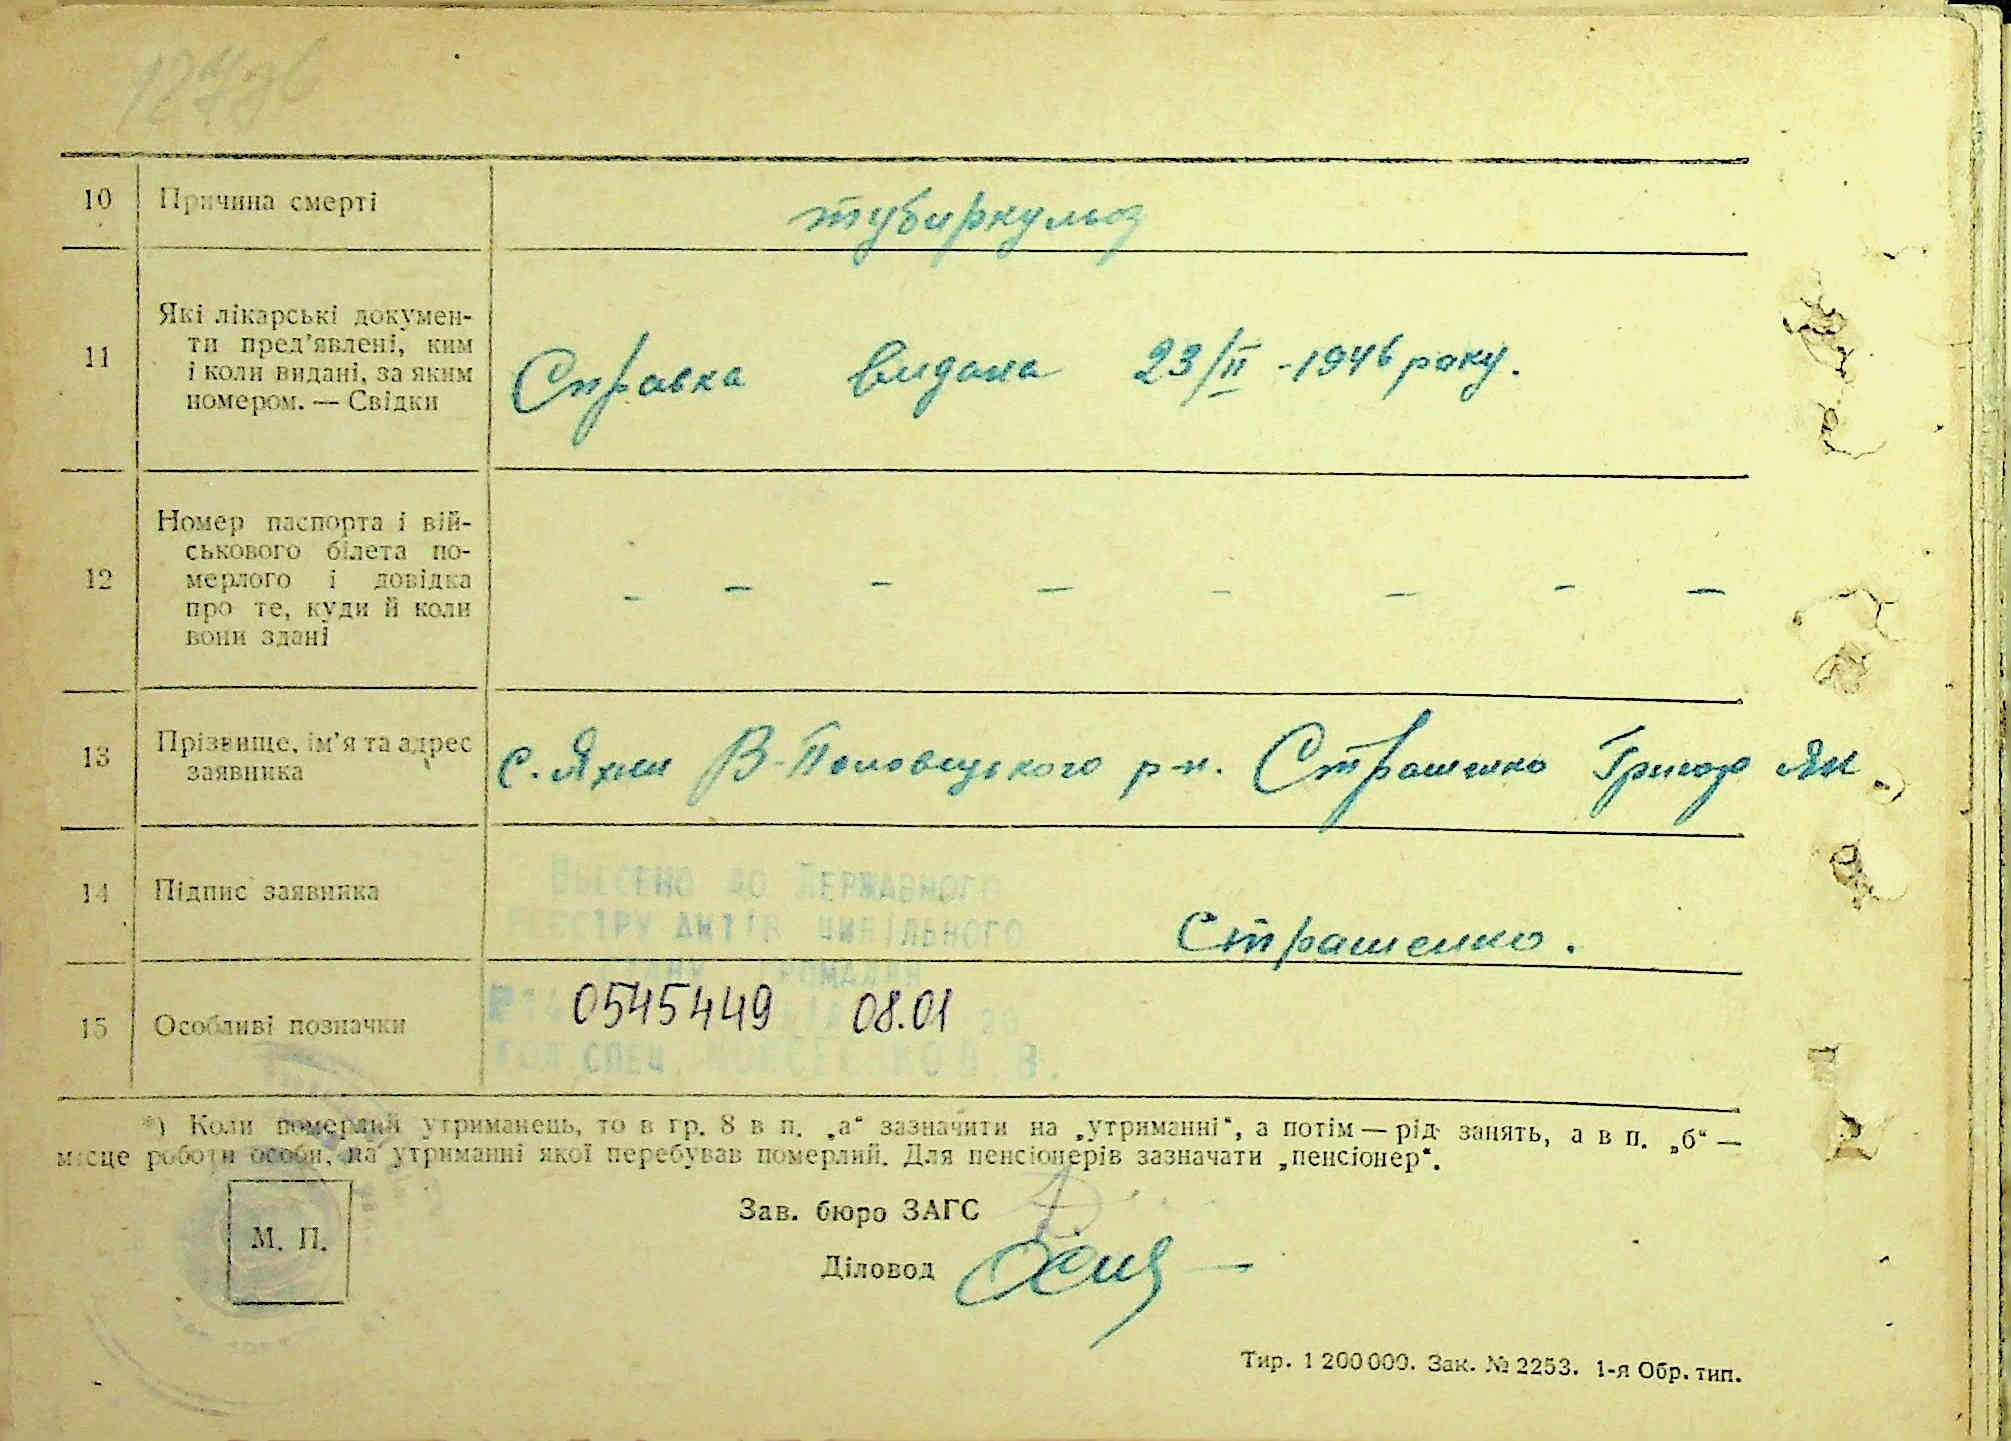 10 Причина смерті тубиркульоз
11 Які лікарські докумен-
ти пред'явлені, ким
і коли видані, за яким
номером. — Свідки
Справка видана 23/II -1946 року.
12 Номер паспорта і вій-
ськового білета по-
мерлого і довідка
про те, куди й коли
вони здані
– – – – – – – –
13 Прізвище, ім'я та адрес
заявника
с. Яхни В-Половецького р-н. Страшенко Григор Як.
14 Підпис заявника
Страшенко.
Внесено до Державного
реєстру актів цивільного
стану громадян
15 Особливі позначки
0545449 08.01
*) Коли померлий утриманець, то в гр. 8 в п. „а“ зазначити на „утриманні“, а потім — рід занять, а в п. „б“ —
місце роботи особи, на утриманні якої перебував померлий. Для пенсіонерів зазначати „пенсіонер“.
Зав. бюро ЗАГС
М. П.
Діловод
Тир. 1 200 000. Зак. № 2253. 1-я Обр. тип.